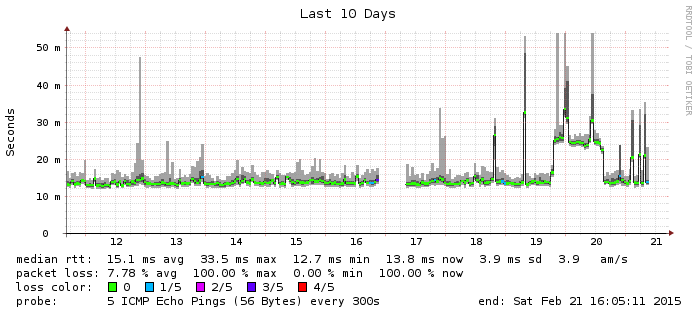 Last 10 Days
RRDTOOL / TOBI OETIKER
Seconds
50 m
40 m
30 m
20 m
10 m
0
12 13 14 15 16 17 18 19 20 21
median rtt: 15.1 ms avg 33.5 ms max 12.7 ms min 13.8 ms now 3.9 ms sd 3.9 am/s
packet loss: 7.78 % avg 100.00 % max 0.00 % min 100.00 % now
loss color: 0 1/5 2/5 3/5 4/5
probe: 5 ICMP Echo Pings (56 Bytes) every 300s end: Sat Feb 21 16:05:11 2015